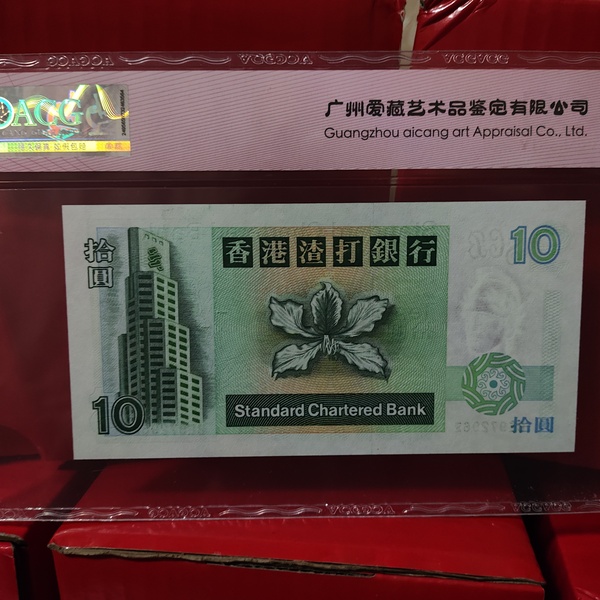 AOGG
广州爱藏艺术品鉴定有限公司
Guangzhou aicang art Appraisal Co., Ltd.
拾圓
香港渣打銀行
10
Standard Chartered Bank
10
拾圓